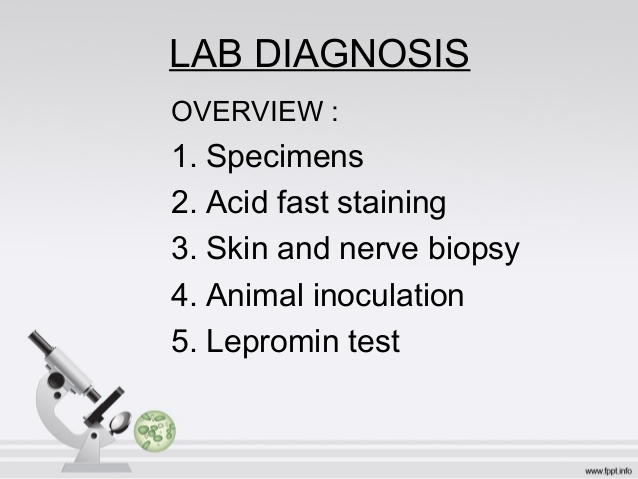 LAB DIAGNOSIS
OVERVIEW :
1. Specimens
2. Acid fast staining
3. Skin and nerve biopsy
4. Animal inoculation
5. Lepromin test
www.fppt.info